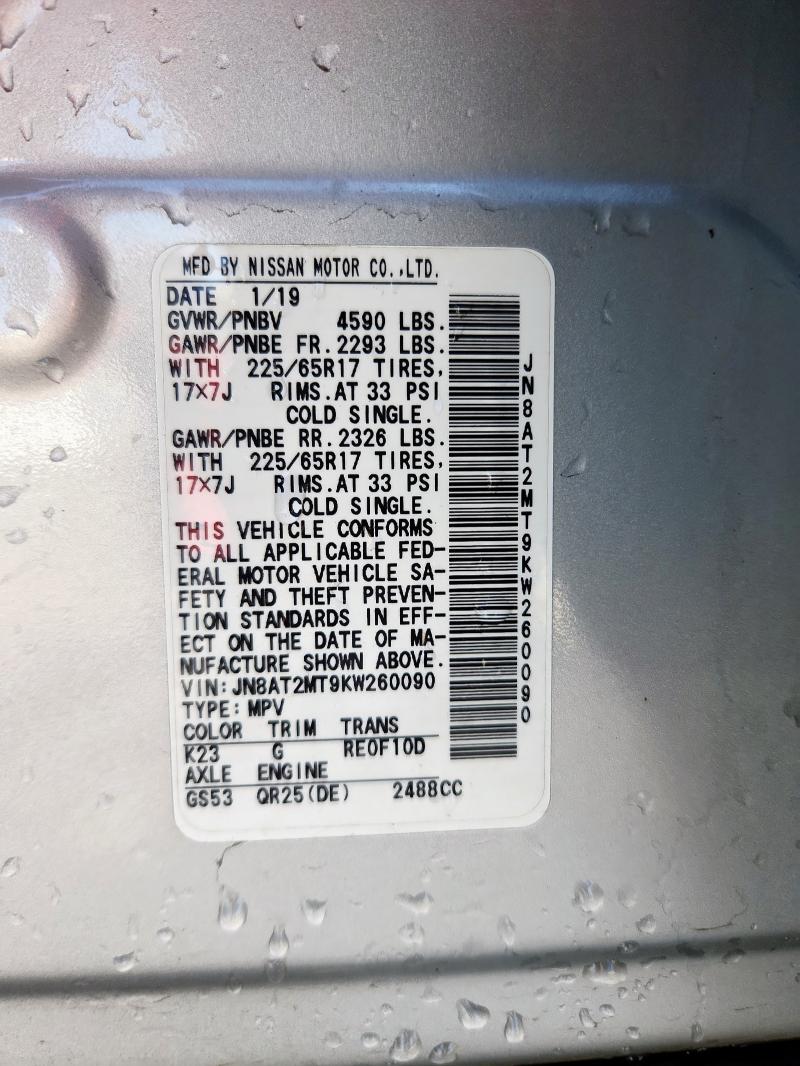 MFD BY NISSAN MOTOR CO.,LTD.
DATE 1/19
GVWR/PNBV 4590 LBS.
GAWR/PNBE FR.2293 LBS.
WITH 225/65R17 TIRES,
17X7J RIMS.AT 33 PSI
COLD SINGLE.
GAWR/PNBE RR.2326 LBS.
WITH 225/65R17 TIRES,
17X7J RIMS.AT 33 PSI
COLD SINGLE.
THIS VEHICLE CONFORMS
TO ALL APPLICABLE FED-
ERAL MOTOR VEHICLE SA-
FETY AND THEFT PREVEN-
TION STANDARDS IN EFF-
ECT ON THE DATE OF MA-
NUFACTURE SHOWN ABOVE.
VIN:JN8AT2MT9KW260090
TYPE:MPV
COLOR TRIM TRANS
K23 G RE0F10D
AXLE ENGINE
GS53 QR25(DE) 2488CC
JN8AT2MT9KW260090